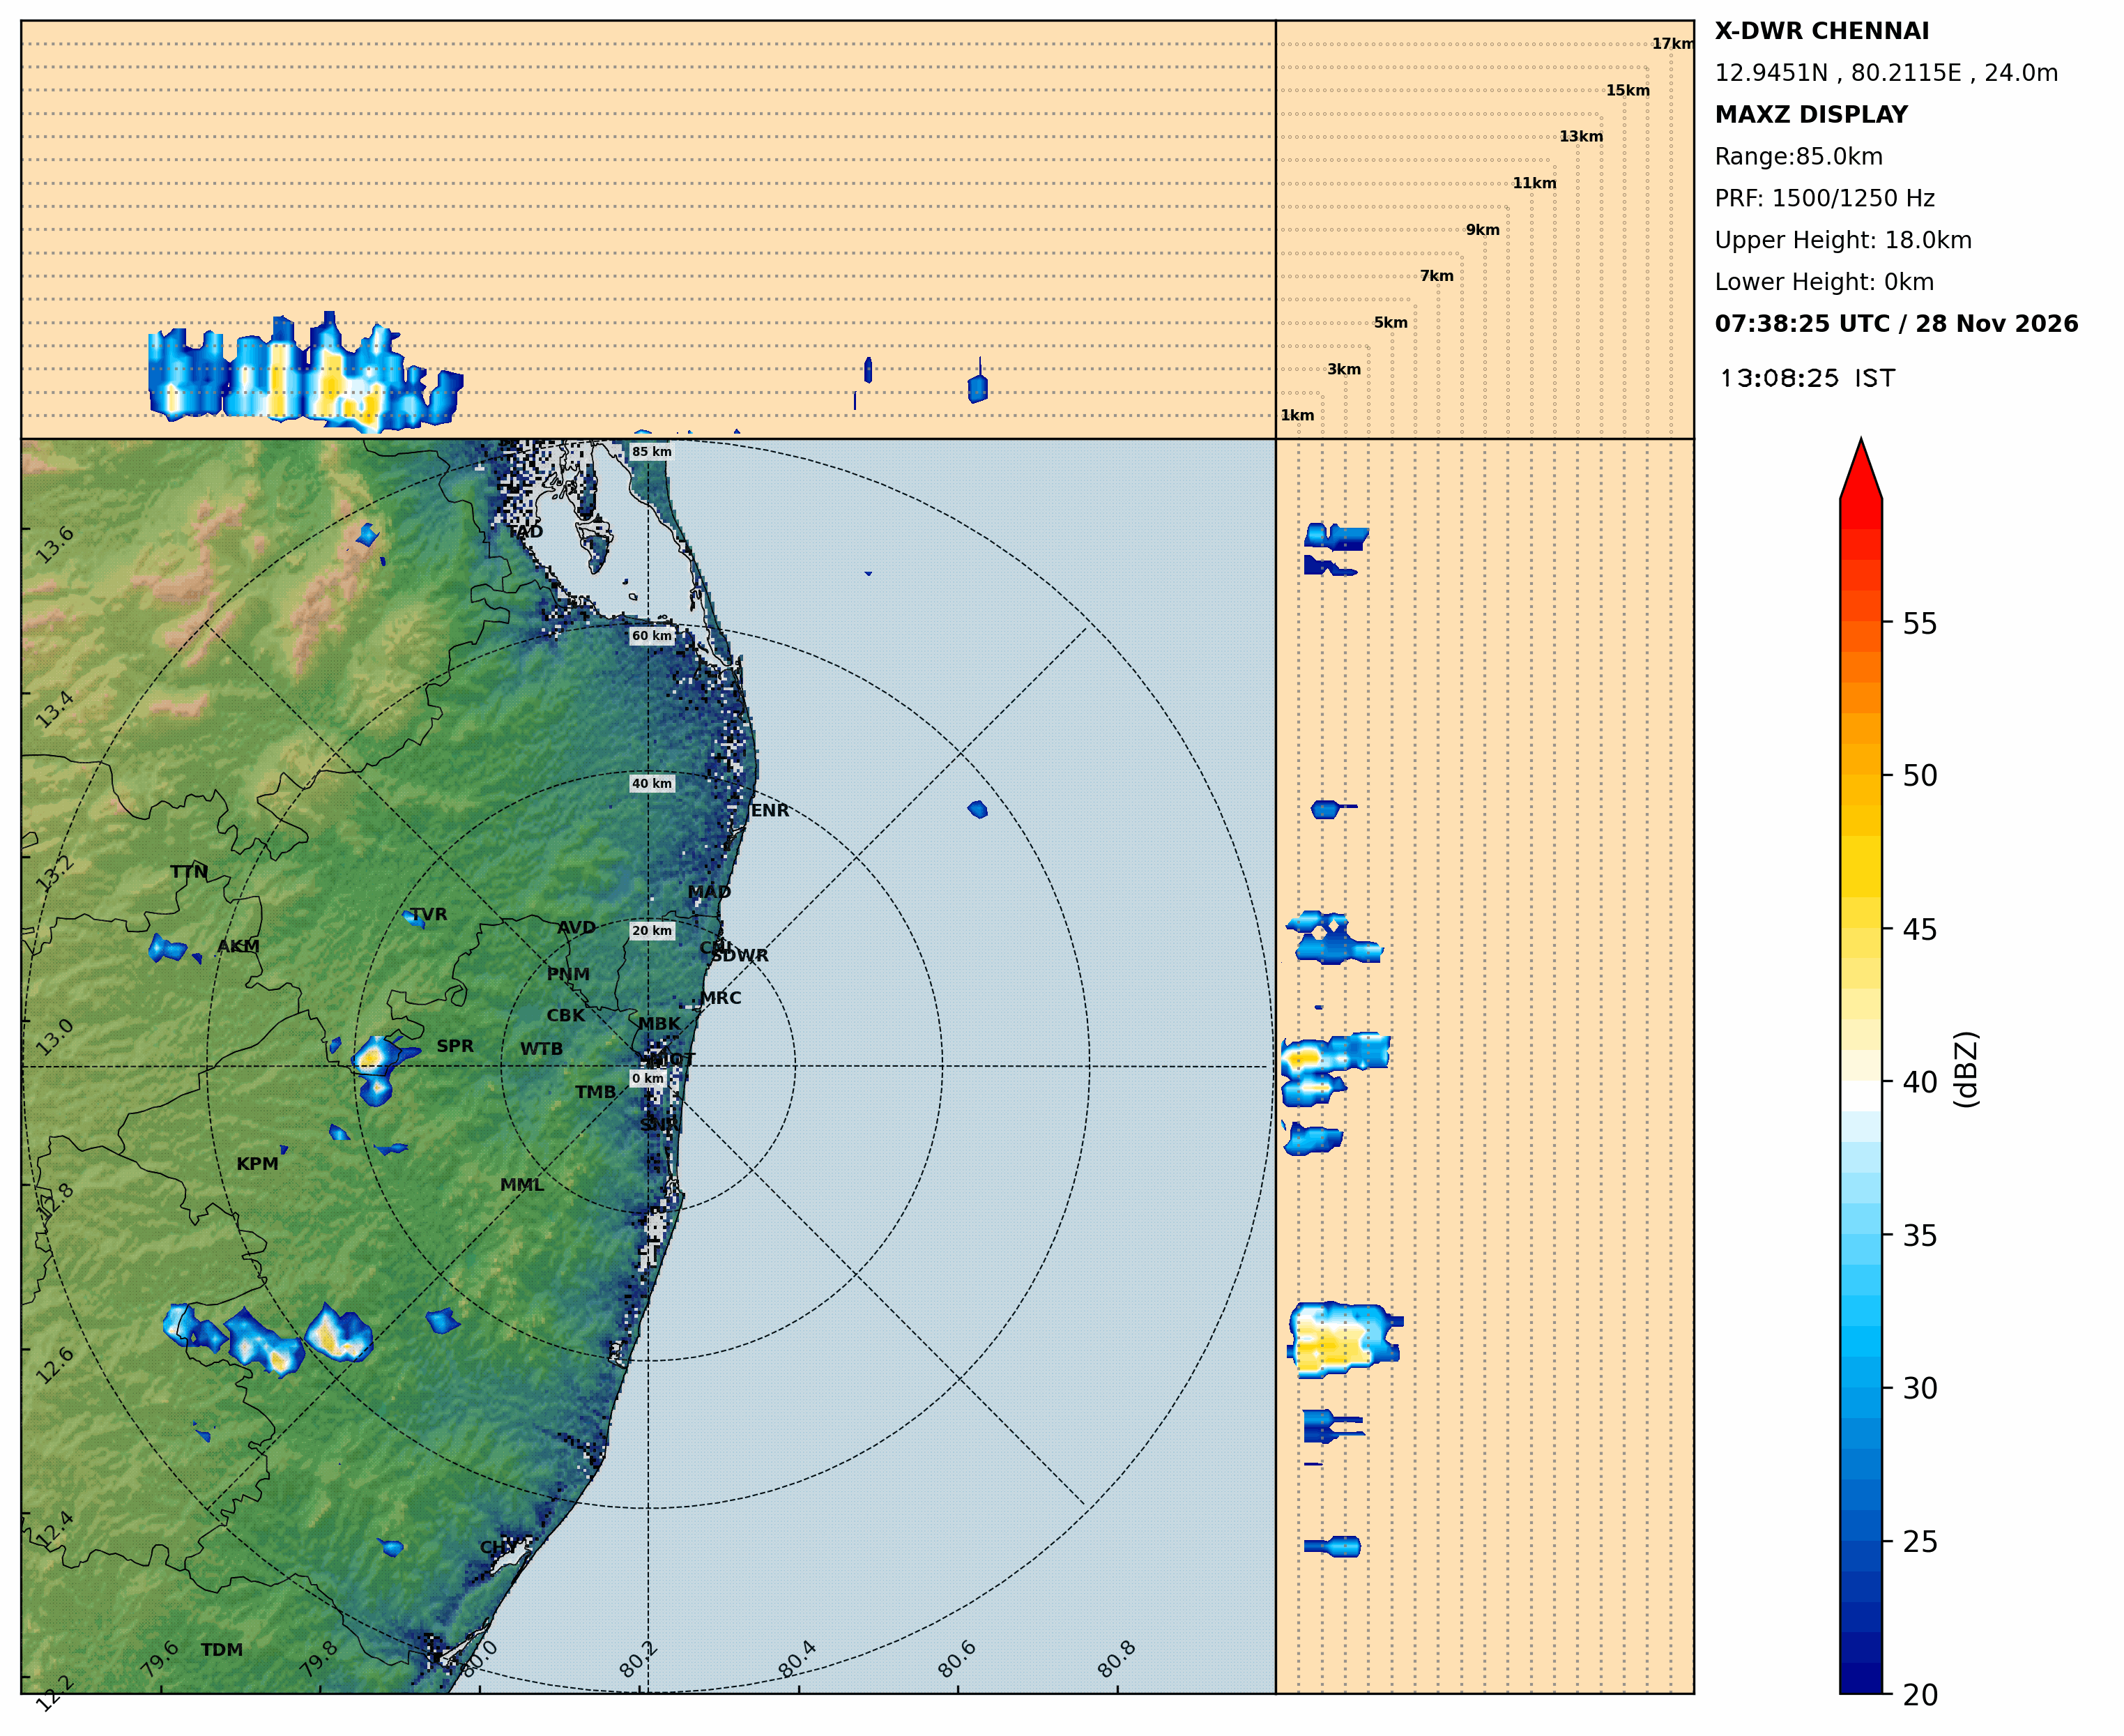 X-DWR CHENNAI
12.9451N , 80.2115E , 24.0m
MAXZ DISPLAY
Range:85.0km
PRF: 1500/1250 Hz
Upper Height: 18.0km
Lower Height: 0km
07:38:25 UTC / 28 Nov 2026
13:08:25 IST
17km
15km
13km
11km
9km
7km
5km
3km
1km
85 km
TAD
13.6
60 km
13.4
40 km
ENR
13.2
TTN
MAD
TVR
AVD
20 km
AKM
SDWR
PNM
MRC
CBK
MBK
13.0
SPR
WTB
0 km
TMB
SNR
KPM
MML
12.8
12.6
12.4
CHY
TDM
12.2
79.6
79.8
80.0
80.2
80.4
80.6
80.8
55
50
45
40
35
30
25
20
(dBZ)